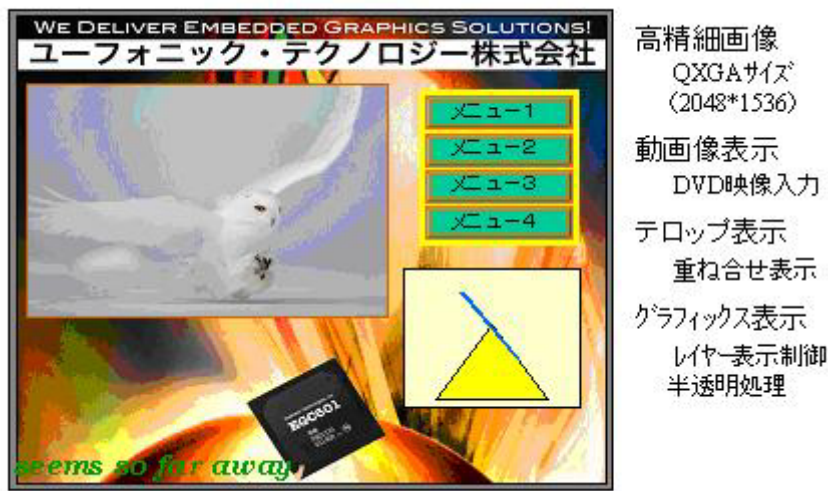 WE DELIVER EMBEDDED GRAPHICS SOLUTIONS!
ユーフォニック・テクノロジー株式会社
メニュー1
メニュー2
メニュー3
メニュー4
EGC601
seems so far away
高精細画像
QXGAサイズ
(2048*1536)
動画像表示
DVD映像入力
テロップ表示
重ね合せ表示
グラフィックス表示
レイヤー表示制御
半透明処理